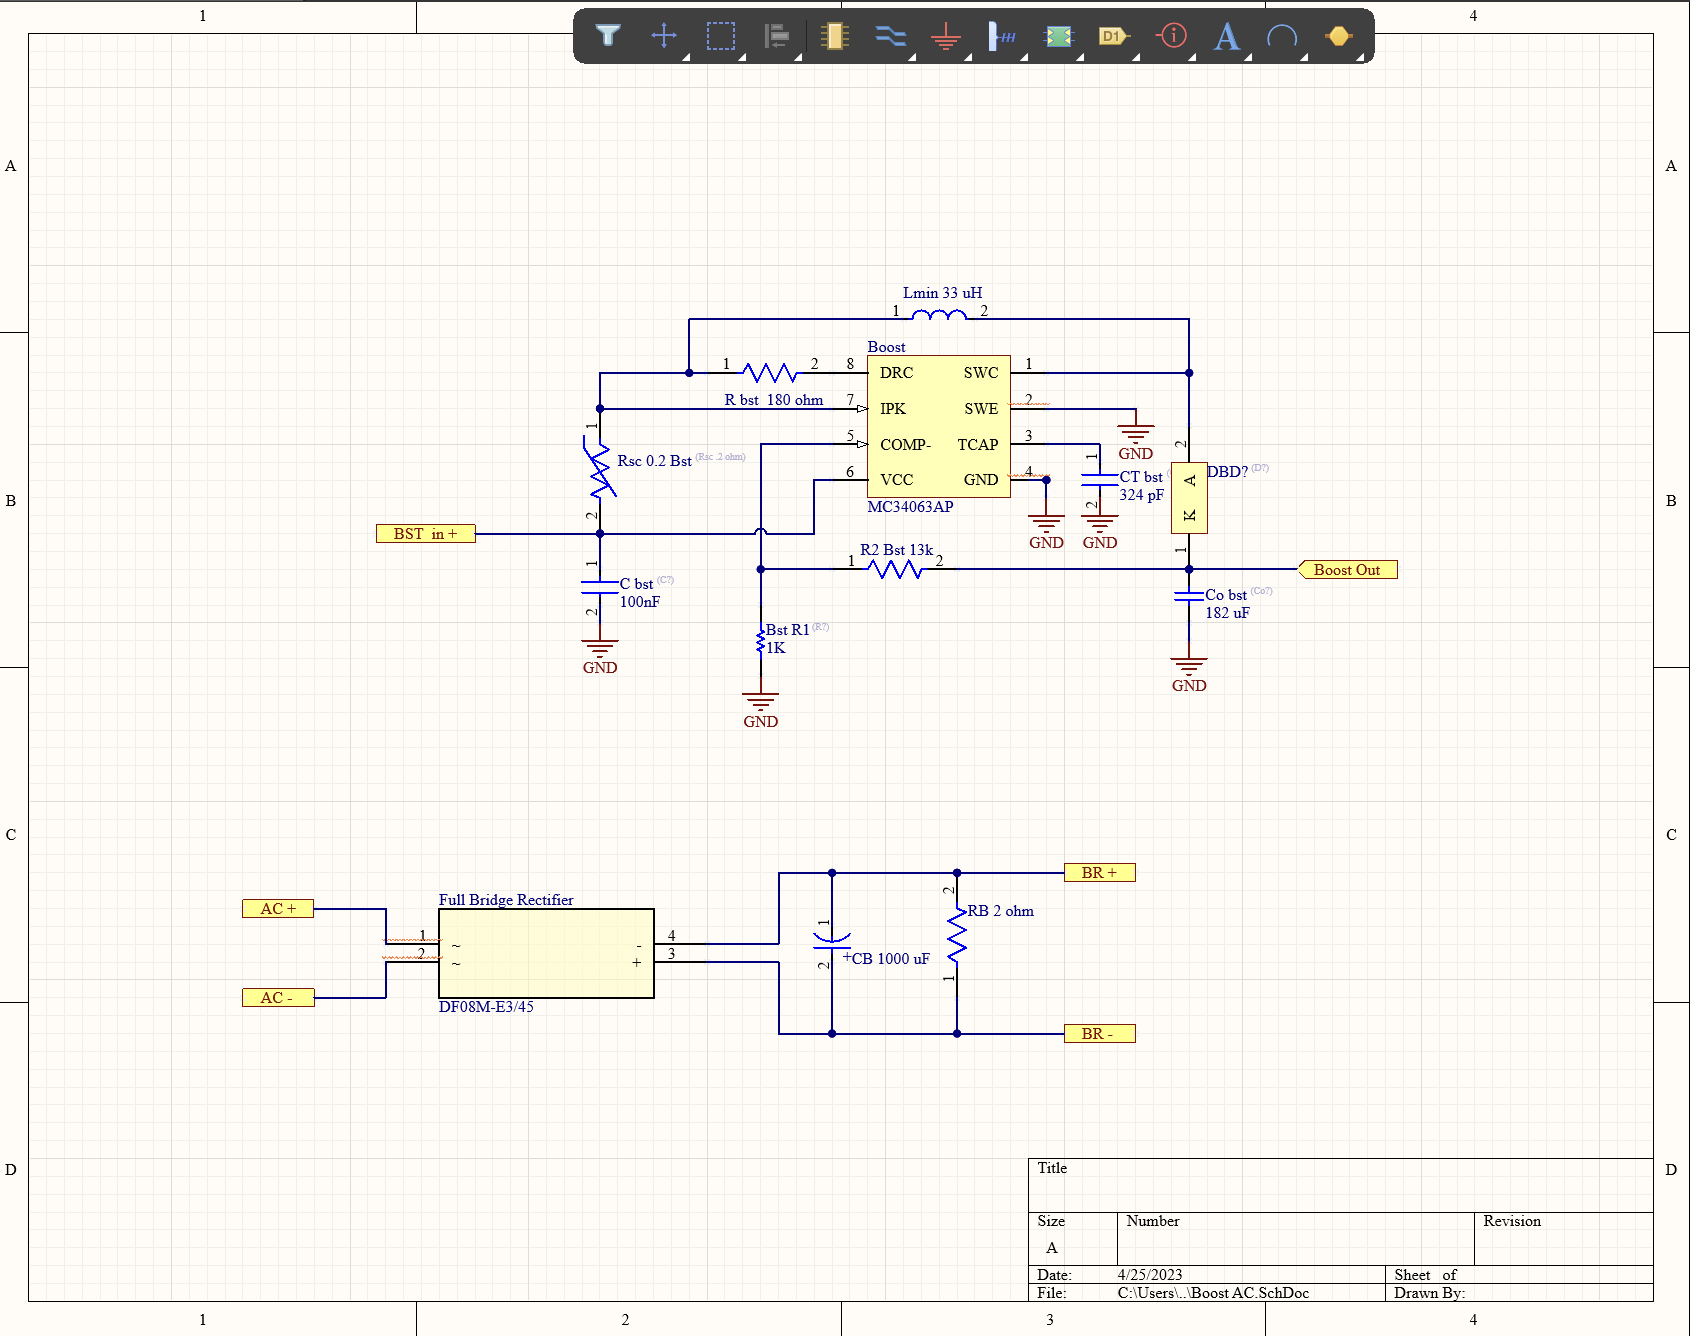 1
4
D1
A
A
A
Lmin 33 uH
1
2
Boost
1
2
8
DRC
SWC
1
R bst 180 ohm
7
IPK
SWE
2
1
5
COMP-
TCAP
3
GND
2
Rsc 0.2 Bst (Rsc .2 ohm)
6
VCC
GND
4
1
CT bst
324 pF
DBD? (D?)
A
K
B
B
2
MC34063AP
2
BST in +
GND
GND
R2 Bst 13k
1
2
1
Boost Out
1
C bst (C?)
100nF
2
Co bst (Co?)
182 uF
Bst R1 (R?)
1K
GND
GND
GND
C
C
BR +
Full Bridge Rectifier
2
AC +
RB 2 ohm
1
1
~
-
4
2
~
+
3
+CB 1000 uF
2
1
AC -
DF08M-E3/45
BR -
D
D
Title
Size
Number
Revision
A
Date:
4/25/2023
Sheet of
File:
C:\Users\..\Boost AC.SchDoc
Drawn By:
1
2
3
4